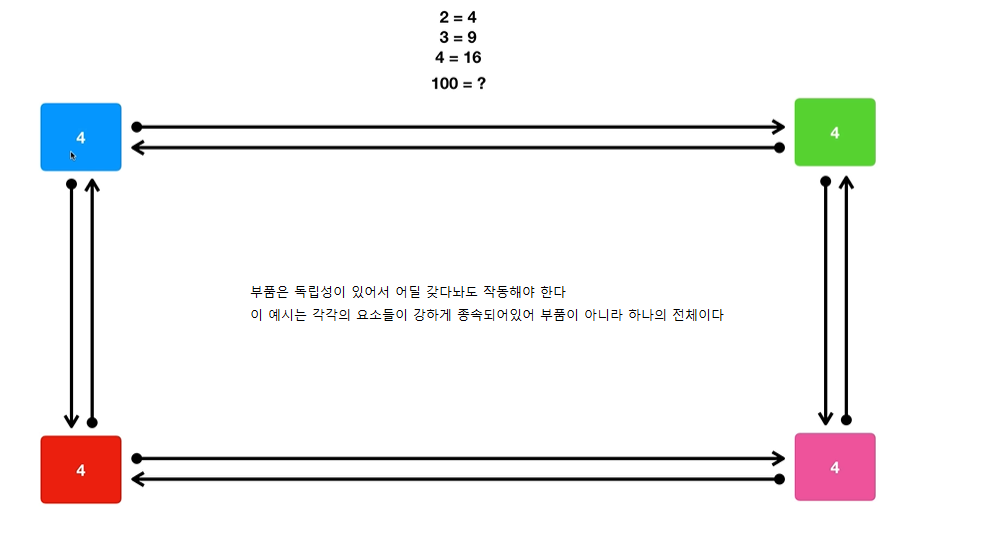 2 = 4
3 = 9
4 = 16
100 = ?
4
4
부품은 독립성이 있어서 어딜 갖다놔도 작동해야 한다
이 예시는 각각의 요소들이 강하게 종속되어있어 부품이 아니라 하나의 전체이다
4
4